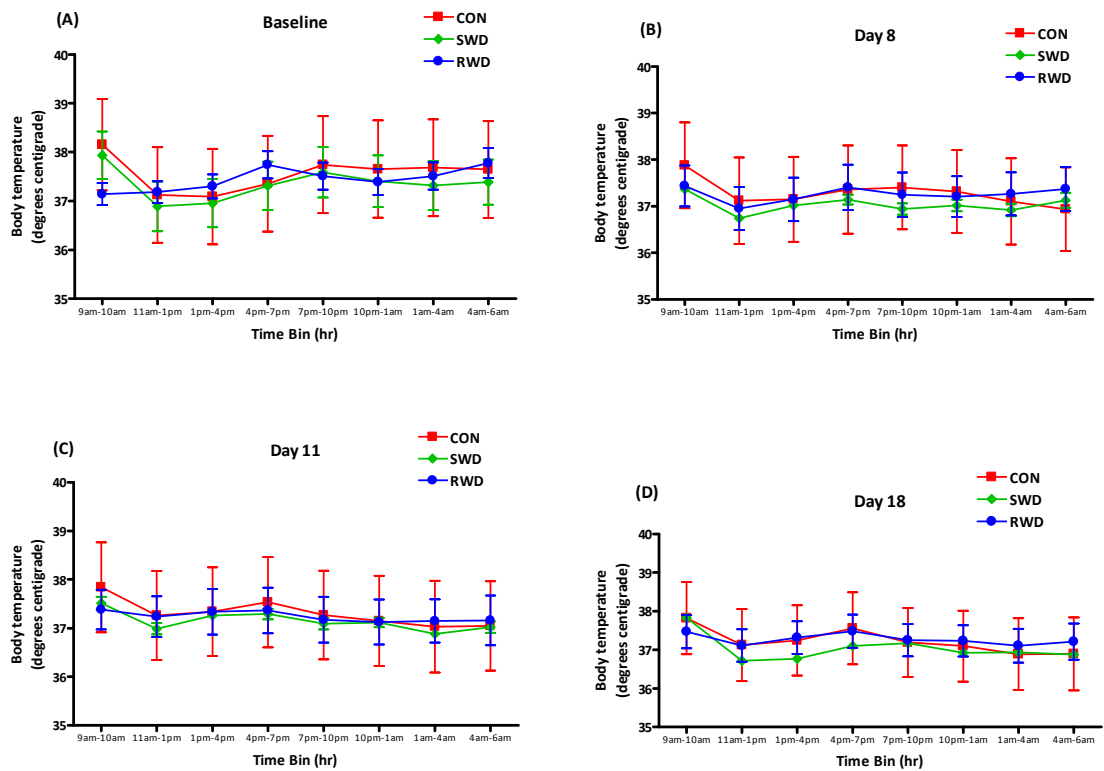 (A)
Baseline
CON
SWD
RWD
Body temperature
(degrees centigrade)
40
39
38
37
36
35
9am-10am 11am-1pm 1pm-4pm 4pm-7pm 7pm-10pm 10pm-1am 1am-4am 4am-6am
Time Bin (hr)
(B)
Day 8
CON
SWD
RWD
Body temperature
(degrees centigrade)
40
39
38
37
36
35
9am-10am 11am-1pm 1pm-4pm 4pm-7pm 7pm-10pm 10pm-1am 1am-4am 4am-6am
Time Bin (hr)
(C)
Day 11
CON
SWD
RWD
Body temperature
(degrees centigrade)
40
39
38
37
36
35
9am-10am 11am-1pm 1pm-4pm 4pm-7pm 7pm-10pm 10pm-1am 1am-4am 4am-6am
Time Bin (hr)
(D)
Day 18
CON
SWD
RWD
Body temperature
(degrees centigrade)
40
39
38
37
36
35
9am-10am 11am-1pm 1pm-4pm 4pm-7pm 7pm-10pm 10pm-1am 1am-4am 4am-6am
Time Bin (hr)